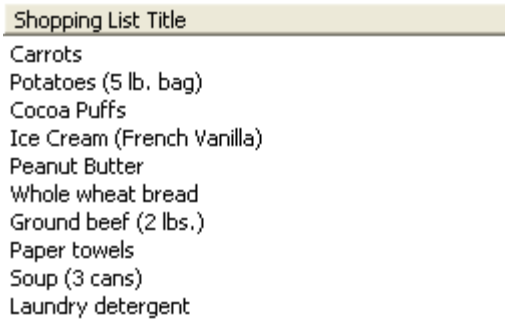 Shopping List Title
Carrots
Potatoes (5 lb. bag)
Cocoa Puffs
Ice Cream (French Vanilla)
Peanut Butter
Whole wheat bread
Ground beef (2 lbs.)
Paper towels
Soup (3 cans)
Laundry detergent